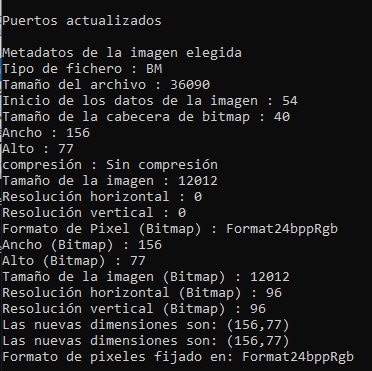 Puertos actualizados
Metadatos de la imagen elegida
Tipo de fichero : BM
Tamaño del archivo : 36090
Inicio de los datos de la imagen : 54
Tamaño de la cabecera de bitmap : 40
Ancho : 156
Alto : 77
compresión : Sin compresión
Tamaño de la imagen : 12012
Resolución horizontal : 0
Resolución vertical : 0
Formato de Pixel (Bitmap) : Format24bppRgb
Ancho (Bitmap) : 156
Alto (Bitmap) : 77
Tamaño de la imagen (Bitmap) : 12012
Resolución horizontal (Bitmap) : 96
Resolución vertical (Bitmap) : 96
Las nuevas dimensiones son: (156,77)
Las nuevas dimensiones son: (156,77)
Formato de pixeles fijado en: Format24bppRgb